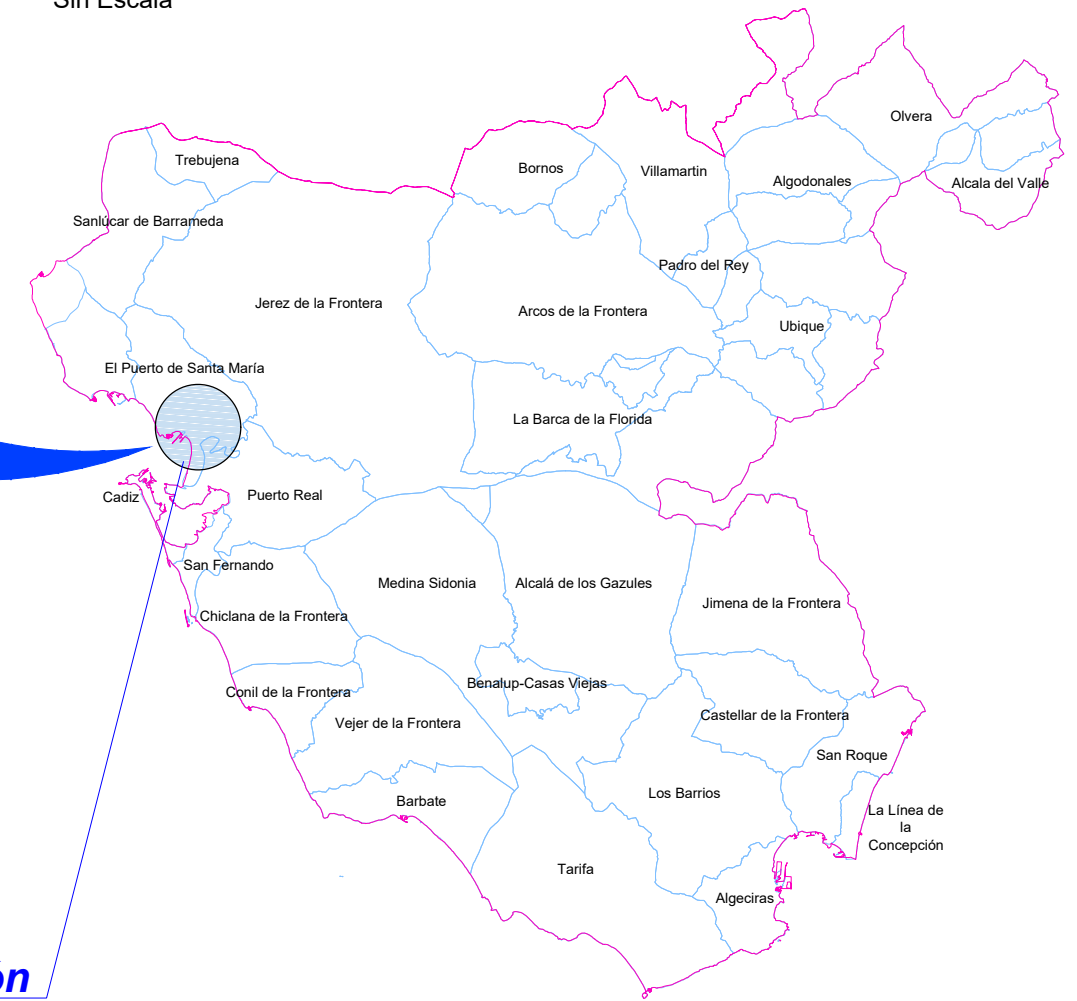 Sin Escala
Olvera
Trebujena
Bornos
Villamartin
Algodonales
Alcala del Valle
Sanlúcar de Barrameda
Padro del Rey
Jerez de la Frontera
Arcos de la Frontera
Ubique
El Puerto de Santa María
La Barca de la Florida
Cadiz
Puerto Real
San Fernando
Medina Sidonia
Alcalá de los Gazules
Jimena de la Frontera
Chiclana de la Frontera
Conil de la Frontera
Benalup-Casas Viejas
Vejer de la Frontera
Castellar de la Frontera
San Roque
Barbate
Los Barrios
La Línea de
la
Concepción
Tarifa
Algeciras
ón